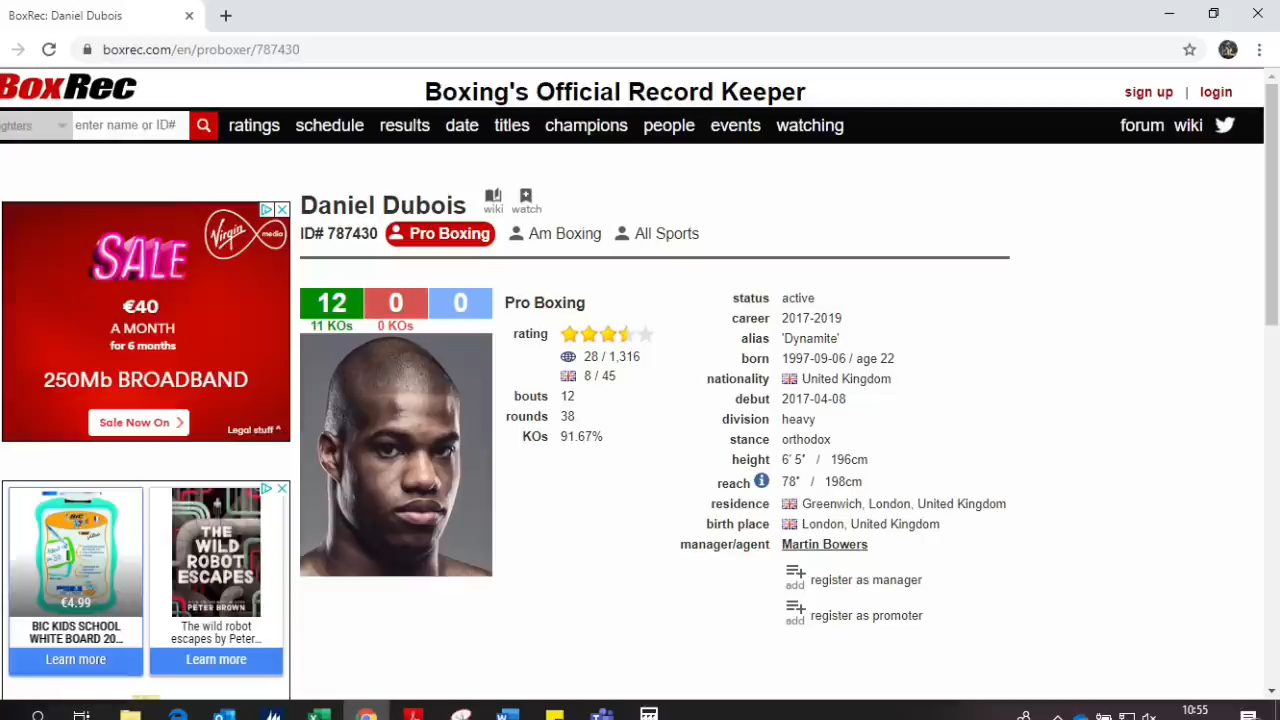 BoxRec: Daniel Dubois
boxrec.com/en/proboxer/787430
BoxRec
Boxing's Official Record Keeper
sign up | login
ighters enter name or ID# ratings schedule results date titles champions people events watching forum wiki
Daniel Dubois wiki watch
ID# 787430 Pro Boxing Am Boxing All Sports
Virgin media
SALE
€40
A MONTH
for 6 months
250Mb BROADBAND
Sale Now On
Legal stuff ^
12 0 0
11 KOs 0 KOs
Pro Boxing
rating
28 / 1,316
8 / 45
bouts 12
rounds 38
KOs 91.67%
status active
career 2017-2019
alias 'Dynamite'
born 1997-09-06 / age 22
nationality United Kingdom
debut 2017-04-08
division heavy
stance orthodox
height 6′ 5″ / 196cm
reach 78″ / 198cm
residence Greenwich, London, United Kingdom
birth place London, United Kingdom
manager/agent Martin Bowers
add register as manager
add register as promoter
BIC
€4.99
BIC KIDS SCHOOL
WHITE BOARD 20...
Learn more
THE
WILD
ROBOT
ESCAPES
PETER BROWN
The wild robot
escapes by Peter...
Learn more
10:55